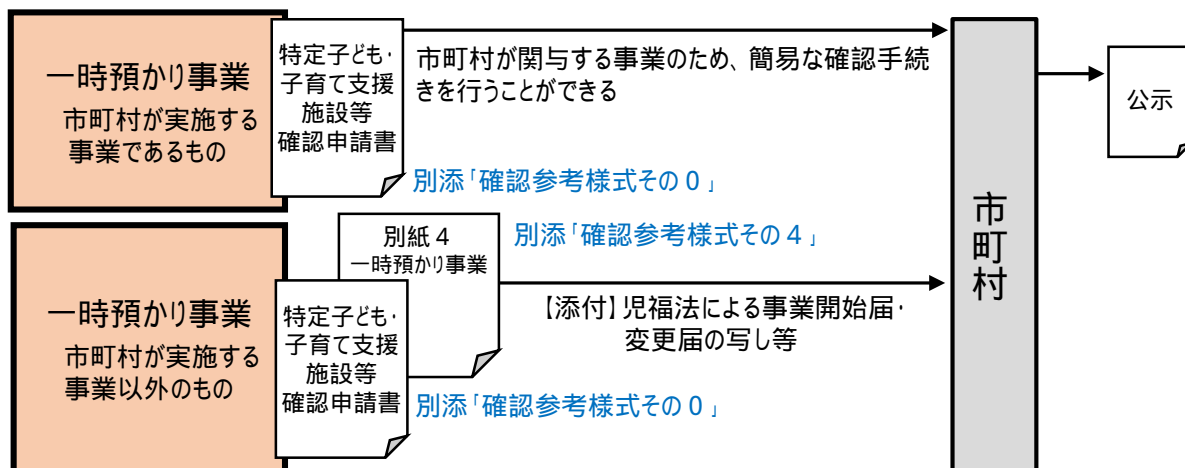 一時預かり事業
市町村が実施する
事業であるもの
特定子ども・
子育て支援
施設等
確認申請書
市町村が関与する事業のため、簡易な確認手続
きを行うことができる
別添「確認参考様式その０」
市町村
公示
一時預かり事業
市町村が実施する
事業以外のもの
別紙４
一時預かり事業
別添「確認参考様式その４」
特定子ども・
子育て支援
施設等
確認申請書
【添付】児福法による事業開始届・
変更届の写し等
別添「確認参考様式その０」